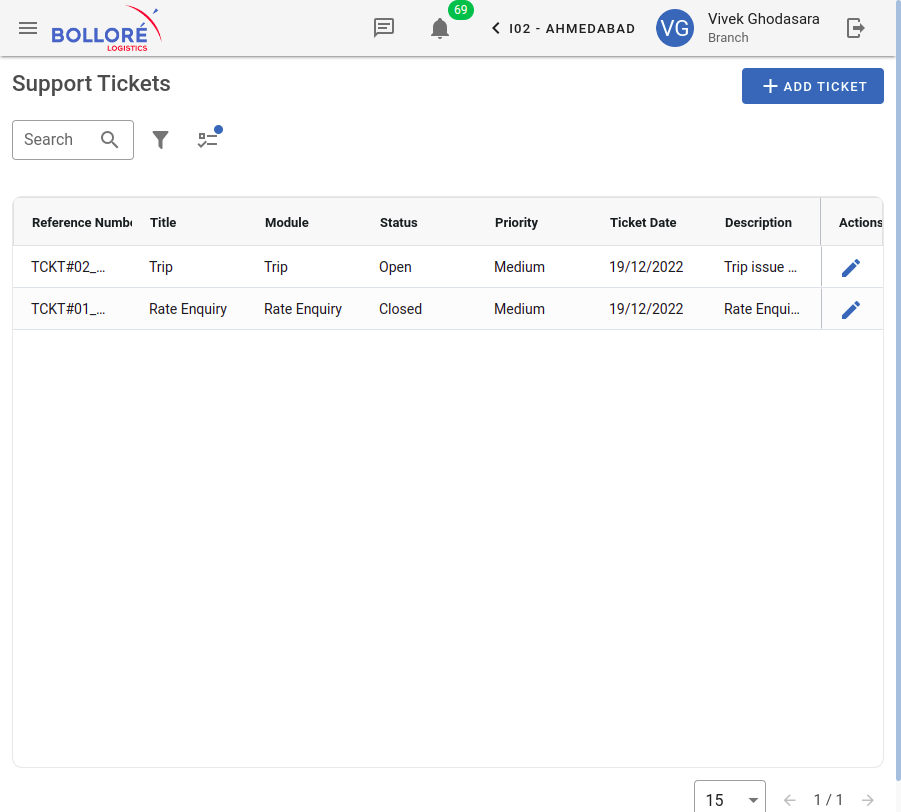 BOLLORÉ
LOGISTICS
69
I02 - AHMEDABAD
VG
Vivek Ghodasara
Branch
Support Tickets
ADD TICKET
Search
Reference Numbe Title Module Status Priority Ticket Date Description Actions
TCKT#02_... Trip Trip Open Medium 19/12/2022 Trip issue ...
TCKT#01_... Rate Enquiry Rate Enquiry Closed Medium 19/12/2022 Rate Enqui...
15 1 / 1